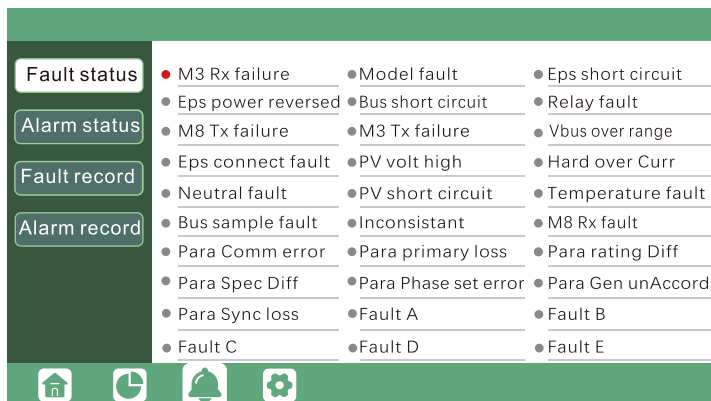 Fault status
Alarm status
Fault record
Alarm record
M3 Rx failure Model fault Eps short circuit
Eps power reversed Bus short circuit Relay fault
M8 Tx failure M3 Tx failure Vbus over range
Eps connect fault PV volt high Hard over Curr
Neutral fault PV short circuit Temperature fault
Bus sample fault Inconsistant M8 Rx fault
Para Comm error Para primary loss Para rating Diff
Para Spec Diff Para Phase set error Para Gen unAccord
Para Sync loss Fault A Fault B
Fault C Fault D Fault E